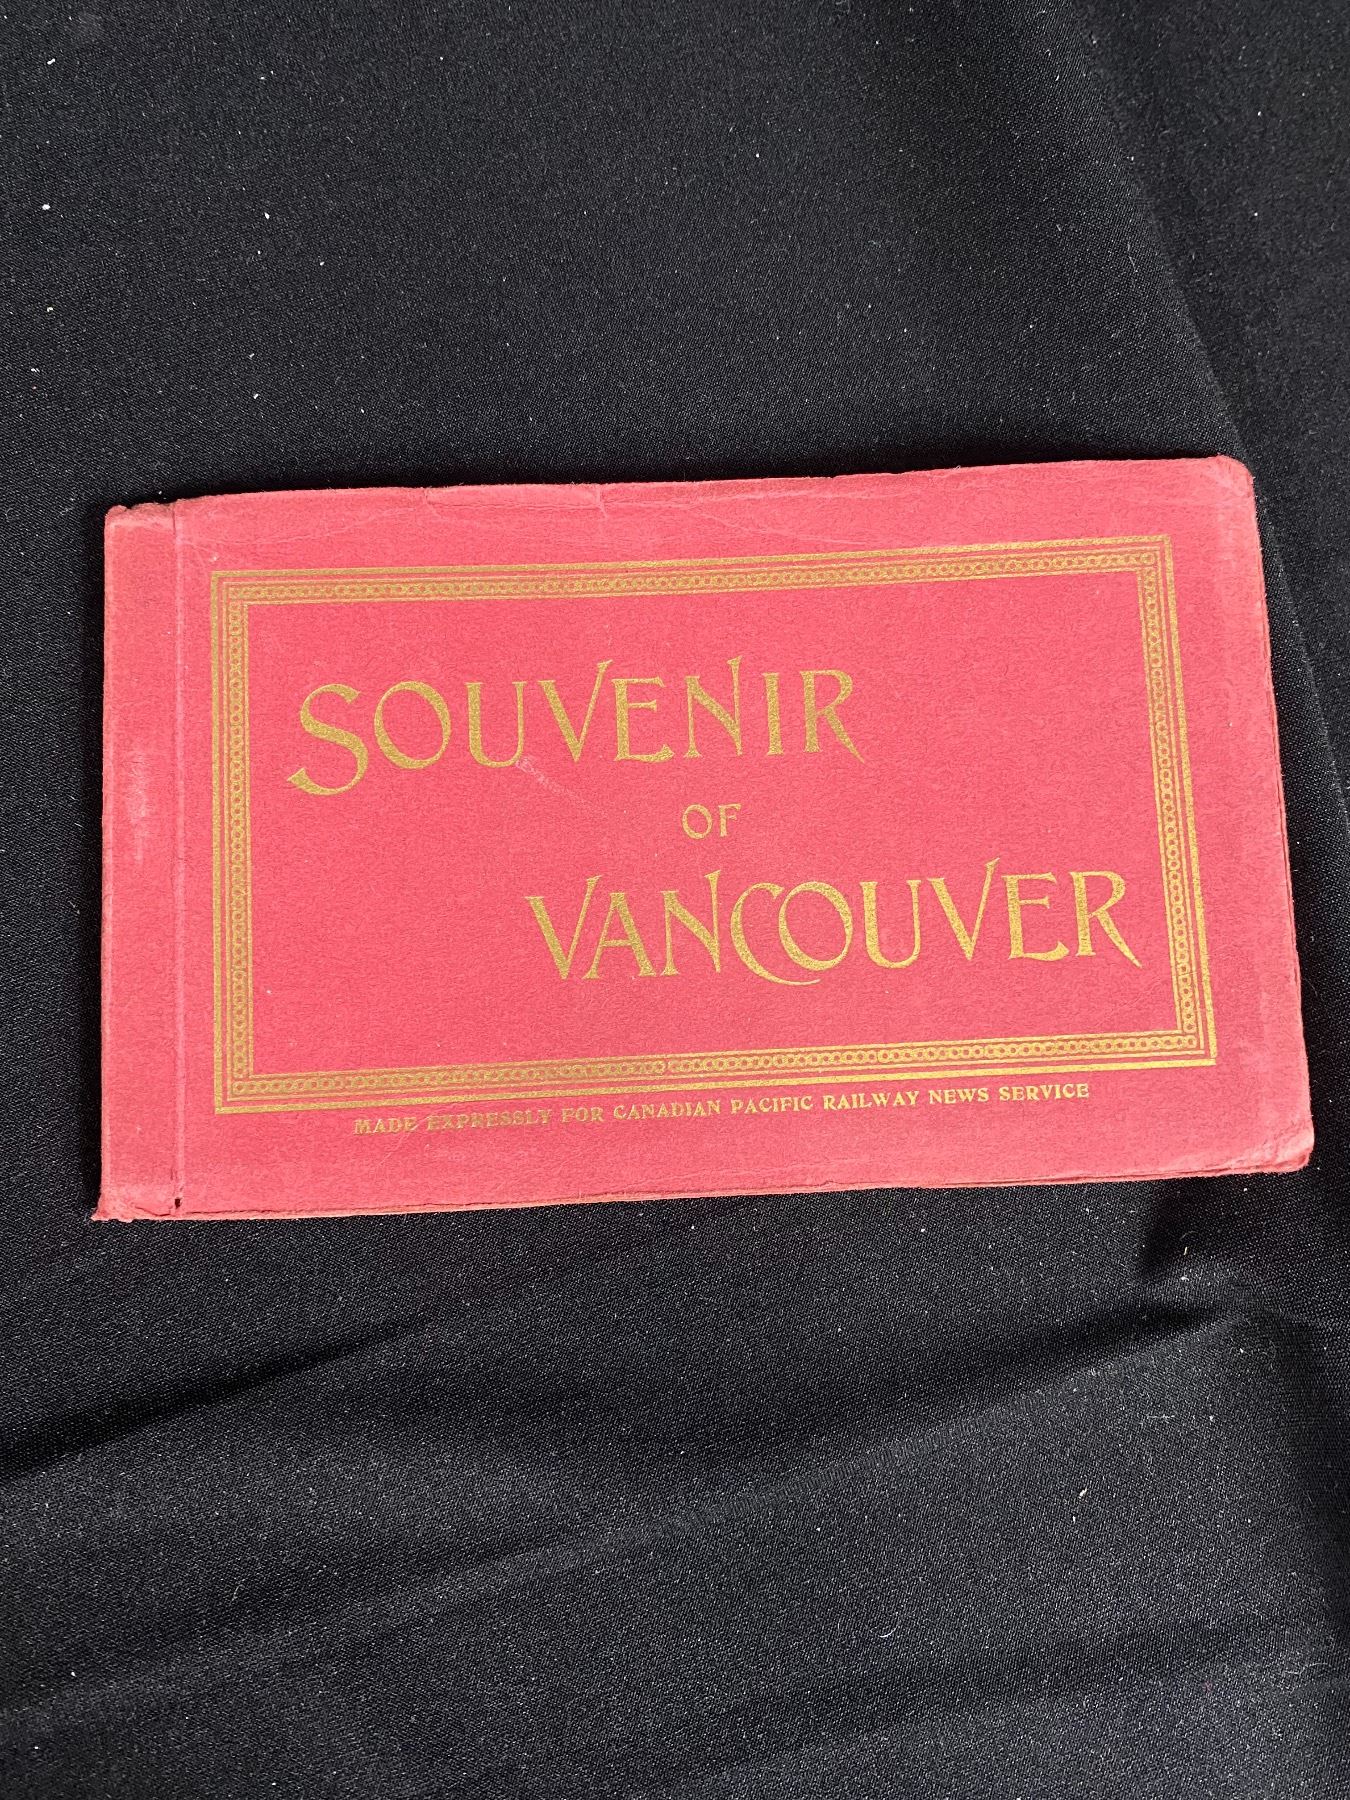 SOUVENIR
OF
VANCOUVER
MADE EXPRESSLY FOR CANADIAN PACIFIC RAILWAY NEWS SERVICE